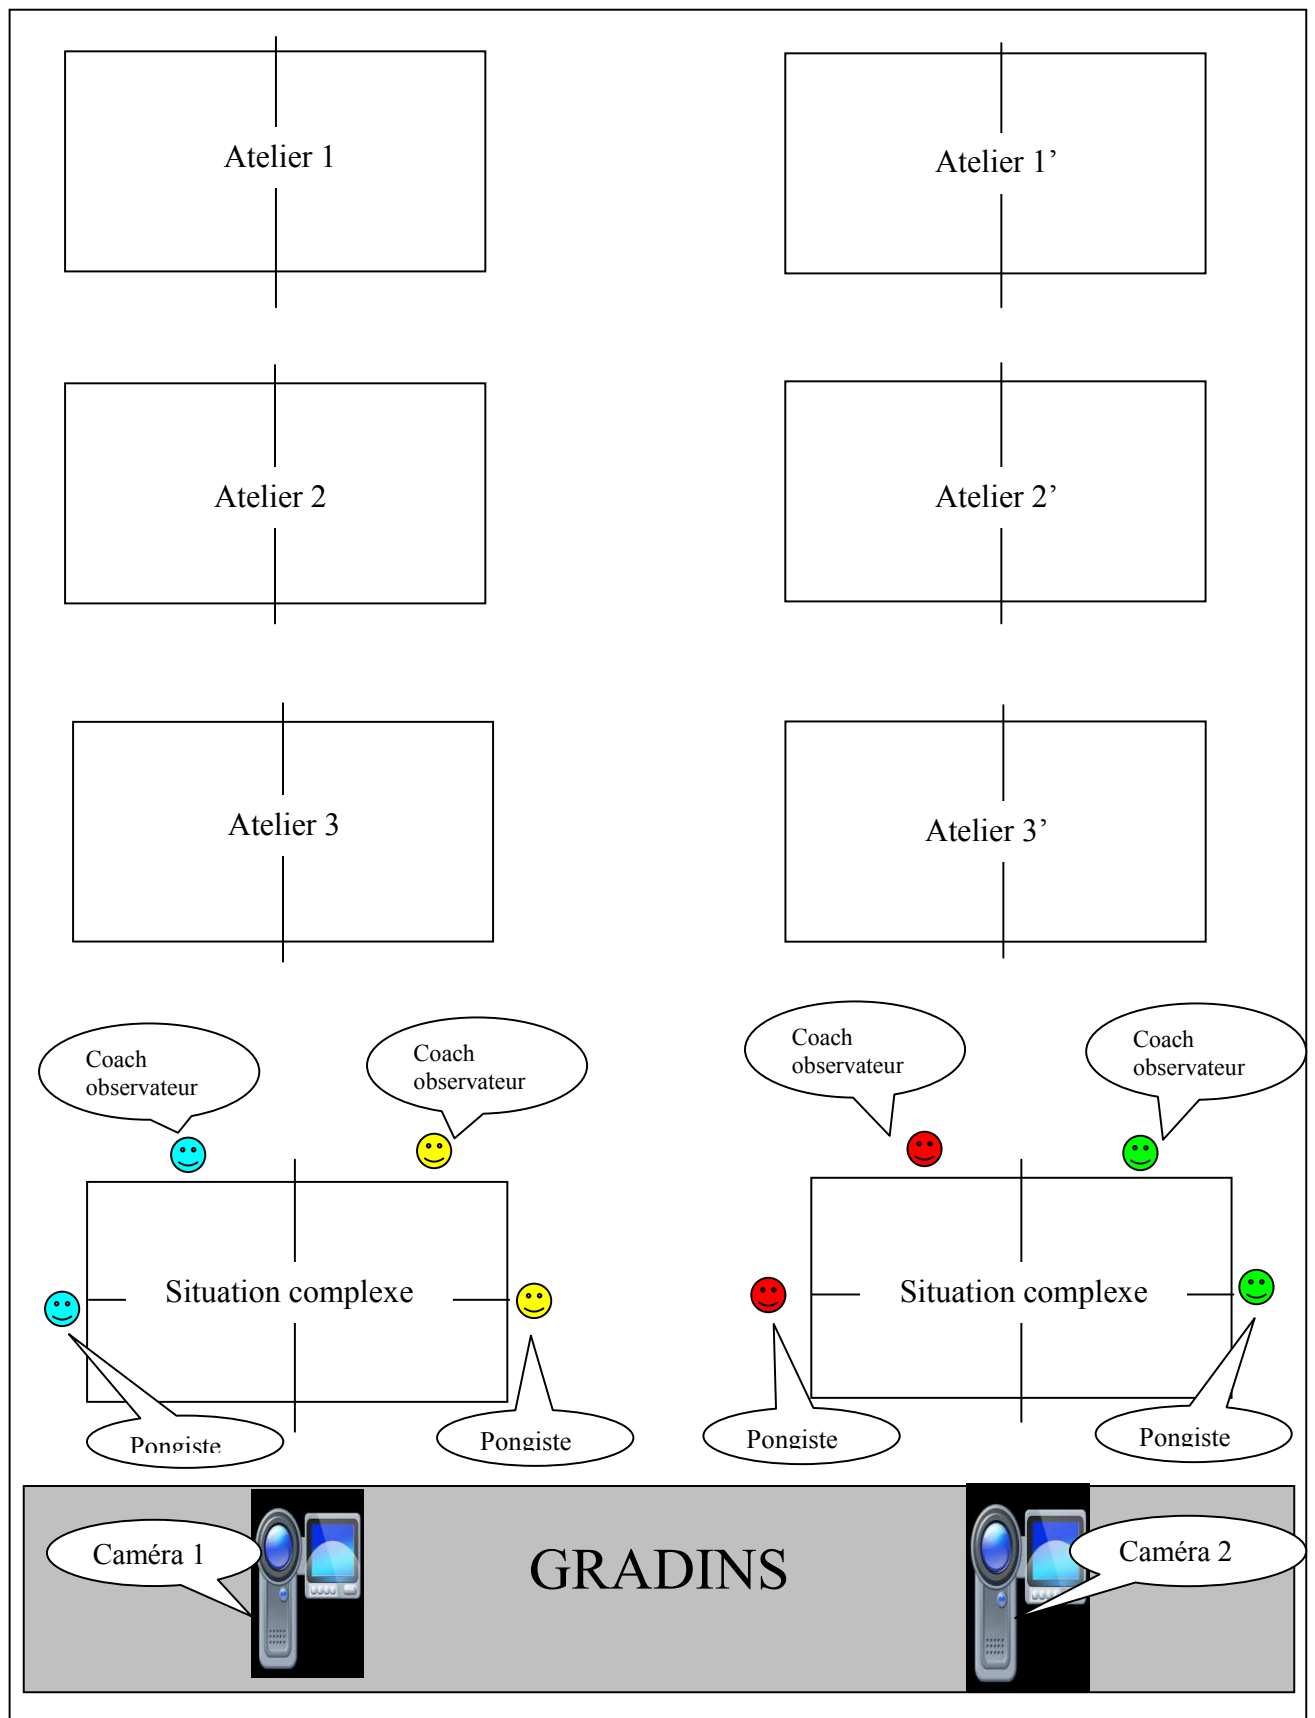 Atelier 1
Atelier 1’
Atelier 2
Atelier 2’
Atelier 3
Atelier 3’
Coach
observateur
Coach
observateur
Coach
observateur
Coach
observateur
Situation complexe
Situation complexe
Pongiste
Pongiste
Pongiste
Pongiste
Caméra 1
GRADINS
Caméra 2